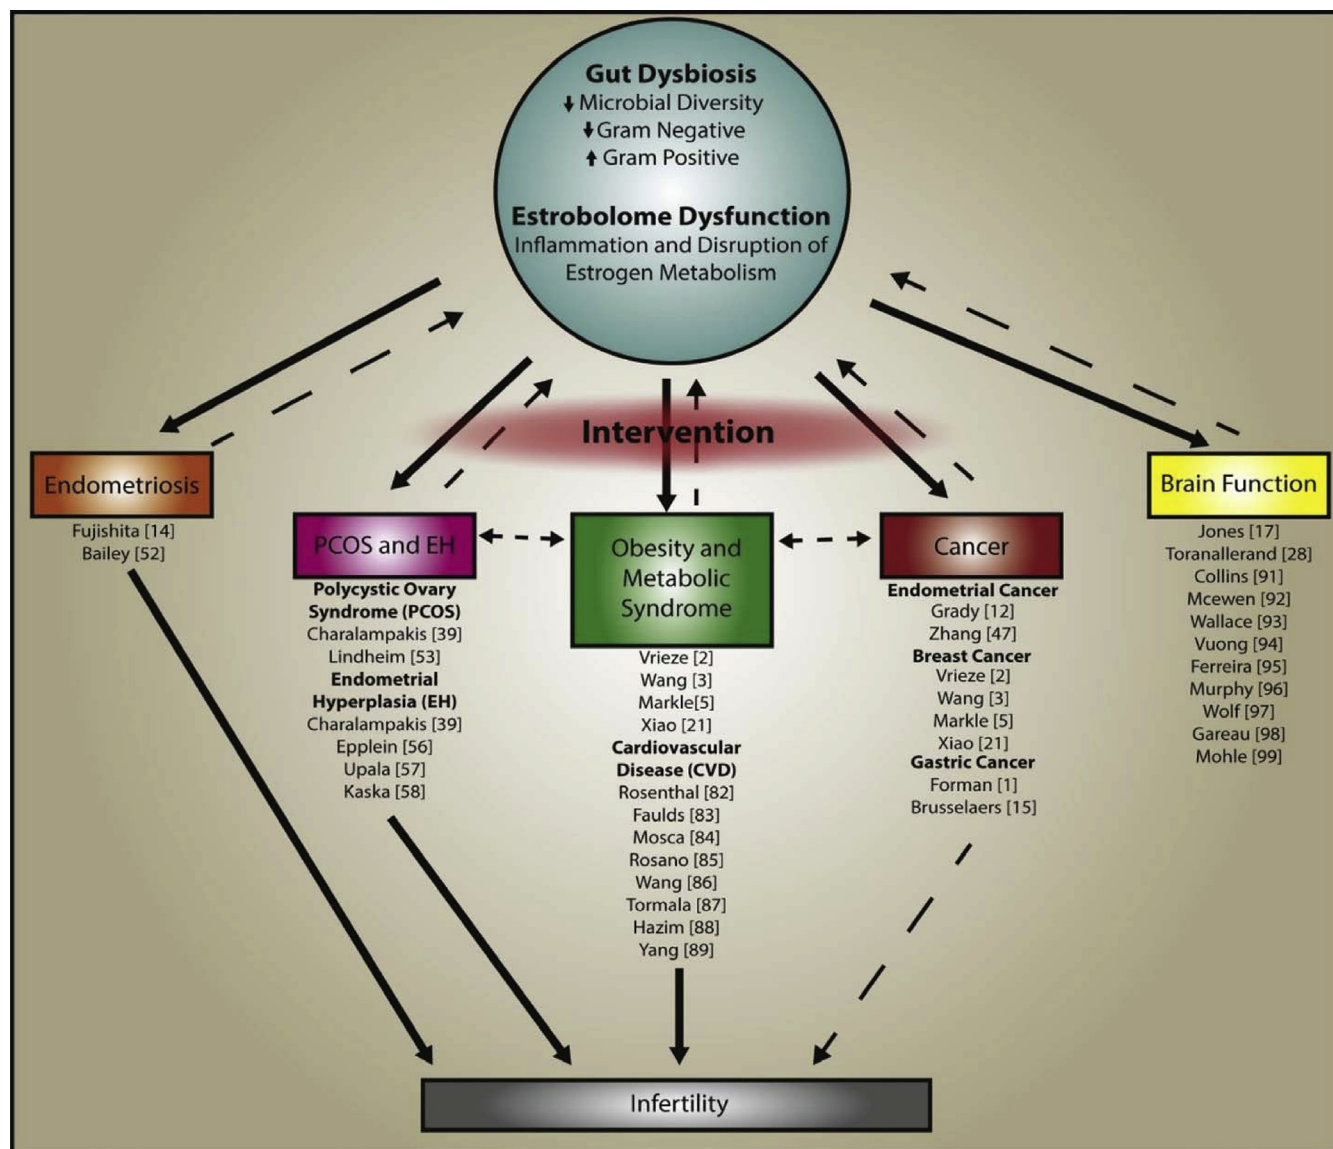 Gut Dysbiosis
Microbial Diversity
Gram Negative
Gram Positive
Estrobolome Dysfunction
Inflammation and Disruption of
Estrogen Metabolism
Intervention
Endometriosis
Fujishita [14]
Bailey [52]
PCOS and EH
Polycystic Ovary
Syndrome (PCOS)
Charalampakis [39]
Lindheim [53]
Endometrial
Hyperplasia (EH)
Charalampakis [39]
Epplein [56]
Upala [57]
Kaska [58]
Obesity and
Metabolic
Syndrome
Vrieze [2]
Wang [3]
Markle[5]
Xiao [21]
Cardiovascular
Disease (CVD)
Rosenthal [82]
Faulds [83]
Mosca [84]
Rosano [85]
Wang [86]
Tormala [87]
Hazim [88]
Yang [89]
Cancer
Endometrial Cancer
Grady [12]
Zhang [47]
Breast Cancer
Vrieze [2]
Wang [3]
Markle [5]
Xiao [21]
Gastric Cancer
Forman [1]
Brusselaers [15]
Brain Function
Jones [17]
Toranallerand [28]
Collins [91]
Mcewen [92]
Wallace [93]
Vuong [94]
Ferreira [95]
Murphy [96]
Wolf [97]
Gareau [98]
Mohle [99]
Infertility